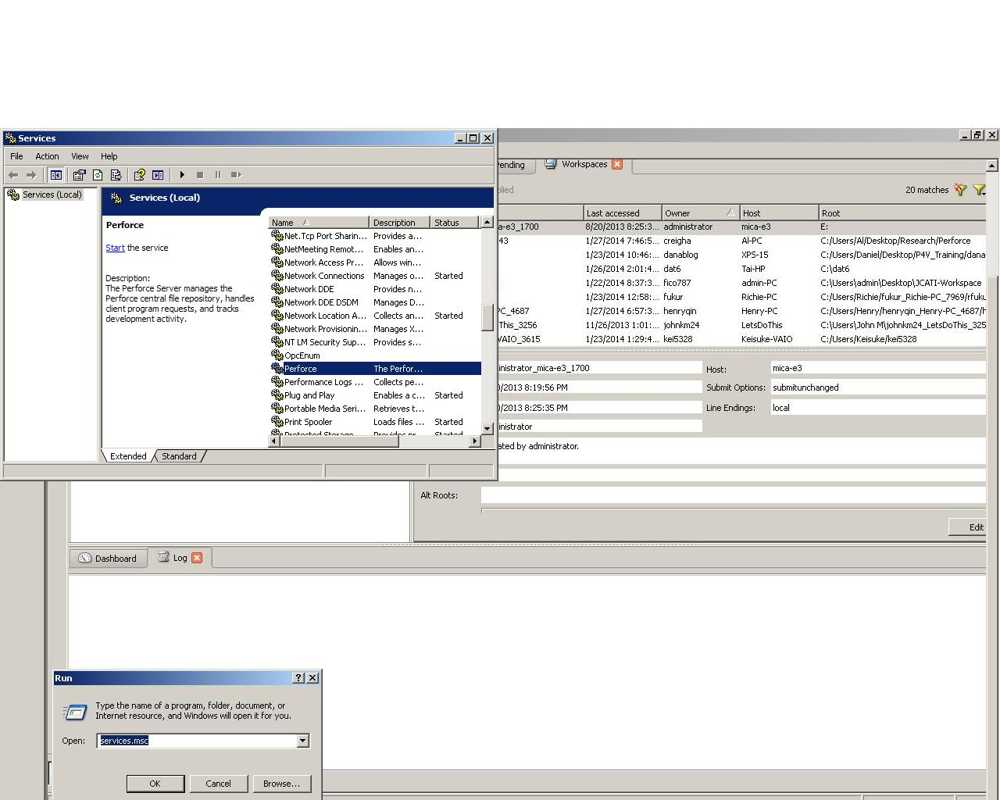 Services
File Action View Help
Services (Local)
Services (Local)
Perforce
Start the service
Description:
The Perforce Server manages the
Perforce central file repository, handles
client program requests, and tracks
development activity.
Name Description Status
Net.Tcp Port Sharin... Provides a...
NetMeeting Remot... Enables an...
Network Access Pr... Allows win...
Network Connections Manages o... Started
Network DDE Provides n...
Network DDE DSDM Manages D...
Network Location A... Collects an... Started
Network Provisionin... Manages X...
NT LM Security Sup... Provides s...
OpcEnum
Perforce The Perfor...
Performance Logs ... Collects pe...
Plug and Play Enables a c... Started
Portable Media Seri... Retrieves t...
Print Spooler Loads files ... Started
Protected Storage Provides pr... Started
Extended Standard
ending Workspaces
plied
20 matches
Last accessed Owner Host Root
a-e3_1700 8/20/2013 8:25:3... administrator mica-e3 E:
43 1/27/2014 7:46:5... creigha Al-PC C:/Users/Al/Desktop/Research/Perforce
1/23/2014 10:46:... danablog XPS-15 C:/Users/Daniel/Desktop/P4V_Training/dana
1/26/2014 2:01:4... dat6 Tai-HP C:\dat6
1/22/2014 8:37:3... fico787 admin-PC C:\Users\admin\Desktop\JCATI-Workspace
1/23/2014 12:58:... fukur Richie-PC C:/Users/Richie/fukur_Richie-PC_7969/rfuku
PC_4687 1/27/2014 6:57:3... henryqin Henry-PC C:/Users/Henry/henryqin_Henry-PC_4687/h
This_3256 11/26/2013 1:01:... johnkm24 LetsDoThis C:\Users\John M\johnkm24_LetsDoThis_325
VAIO_3615 1/23/2014 1:29:4... kei5328 Keisuke-VAIO C:/Users/Keisuke/kei5328
ninistrator_mica-e3_1700 Host: mica-e3
0/2013 8:19:56 PM Submit Options: submitunchanged
0/2013 8:25:35 PM Line Endings: local
inistrator
ated by administrator.
Alt Roots:
Edit
Dashboard Log
Run
Type the name of a program, folder, document, or
Internet resource, and Windows will open it for you.
Open: services.msc
OK Cancel Browse...